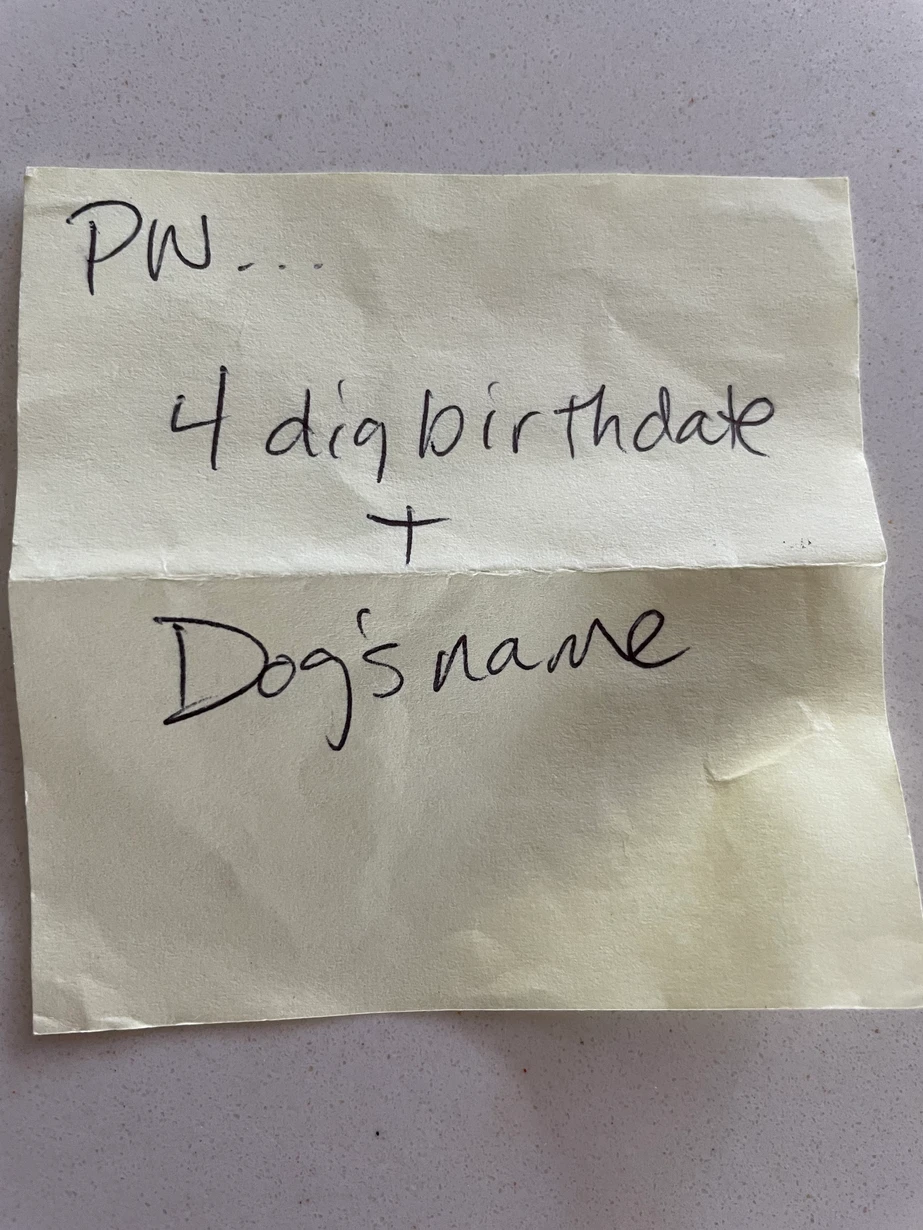 PW...
4 dig birthdate
+
Dog's name